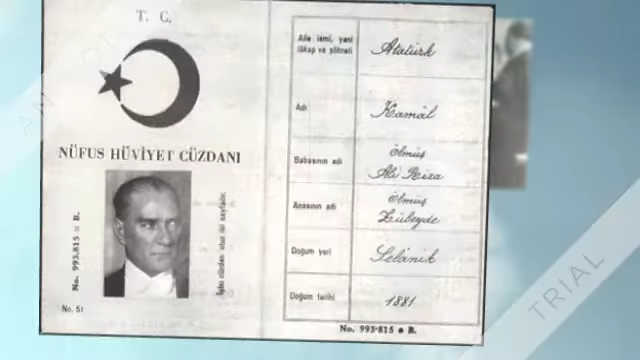 T. C.
NÜFUS HÜVİYET CÜZDANI
No. 993.815 B.
No. 51
Aile ismi, yani
lâkap ve şöhreti
Atatürk
Adı
Kamâl
Babasının adı
Ölmüş
Ali Riza
Anasının adı
Ölmüş
Zübeyde
Doğum yeri
Selânik
Doğum tarihi
1881
No. 993·815 B.
TRIAL